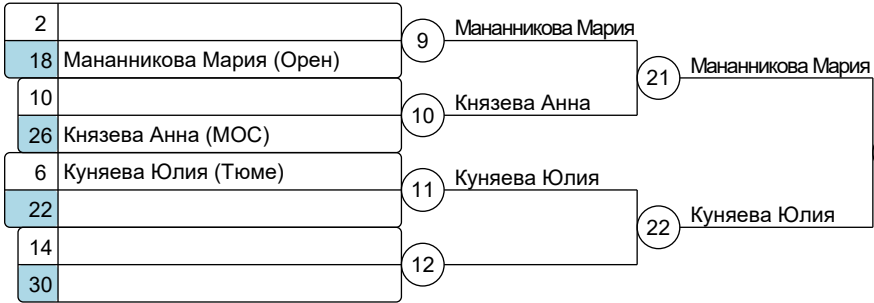 2
18 Мананникова Мария (Орен)
10
26 Князева Анна (МОС)
6 Куняева Юлия (Тюме)
22
14
30
9 Мананникова Мария
10 Князева Анна
11 Куняева Юлия
12
21 Мананникова Мария
22 Куняева Юлия